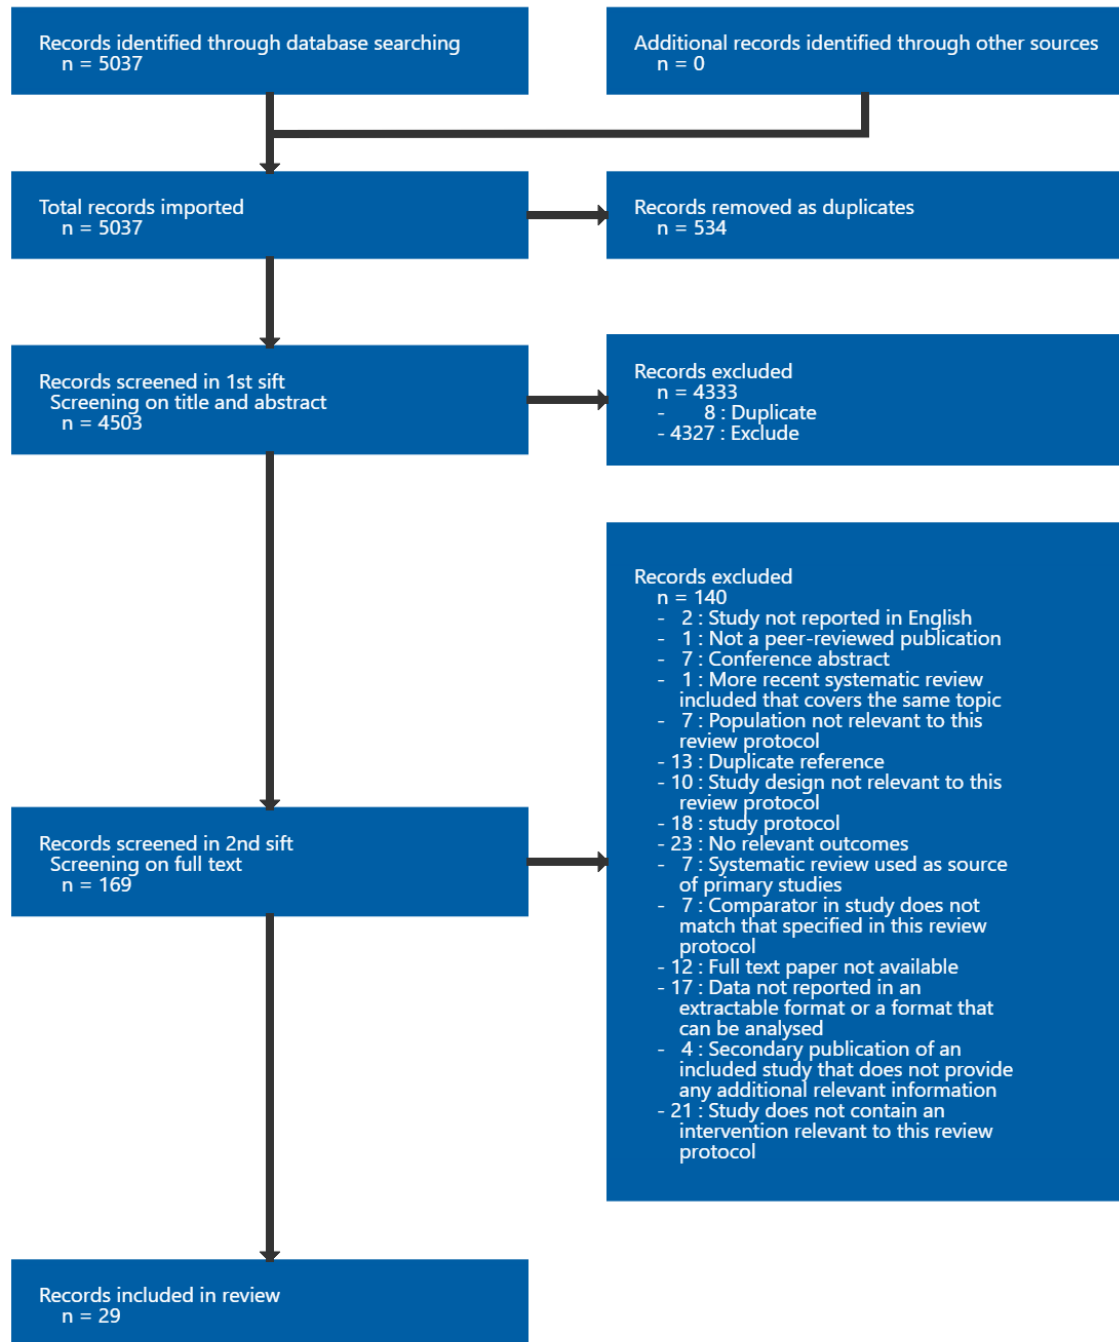 Records identified through database searching
n = 5037
Additional records identified through other sources
n = 0
Total records imported
n = 5037
Records removed as duplicates
n = 534
Records screened in 1st sift
Screening on title and abstract
n = 4503
Records excluded
n = 4333
- 8 : Duplicate
- 4327 : Exclude
Records excluded
n = 140
- 2 : Study not reported in English
- 1 : Not a peer-reviewed publication
- 7 : Conference abstract
- 1 : More recent systematic review
included that covers the same topic
- 7 : Population not relevant to this
review protocol
- 13 : Duplicate reference
- 10 : Study design not relevant to this
review protocol
- 18 : study protocol
- 23 : No relevant outcomes
- 7 : Systematic review used as source
of primary studies
- 7 : Comparator in study does not
match that specified in this review
protocol
- 12 : Full text paper not available
- 17 : Data not reported in an
extractable format or a format that
can be analysed
- 4 : Secondary publication of an
included study that does not provide
any additional relevant information
- 21 : Study does not contain an
intervention relevant to this review
protocol
Records screened in 2nd sift
Screening on full text
n = 169
Records included in review
n = 29